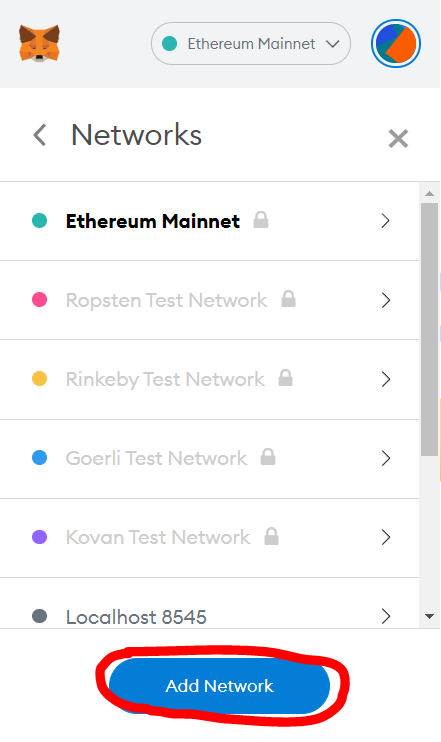 Ethereum Mainnet
Networks
Ethereum Mainnet
Ropsten Test Network
Rinkeby Test Network
Goerli Test Network
Kovan Test Network
Localhost 8545
Add Network